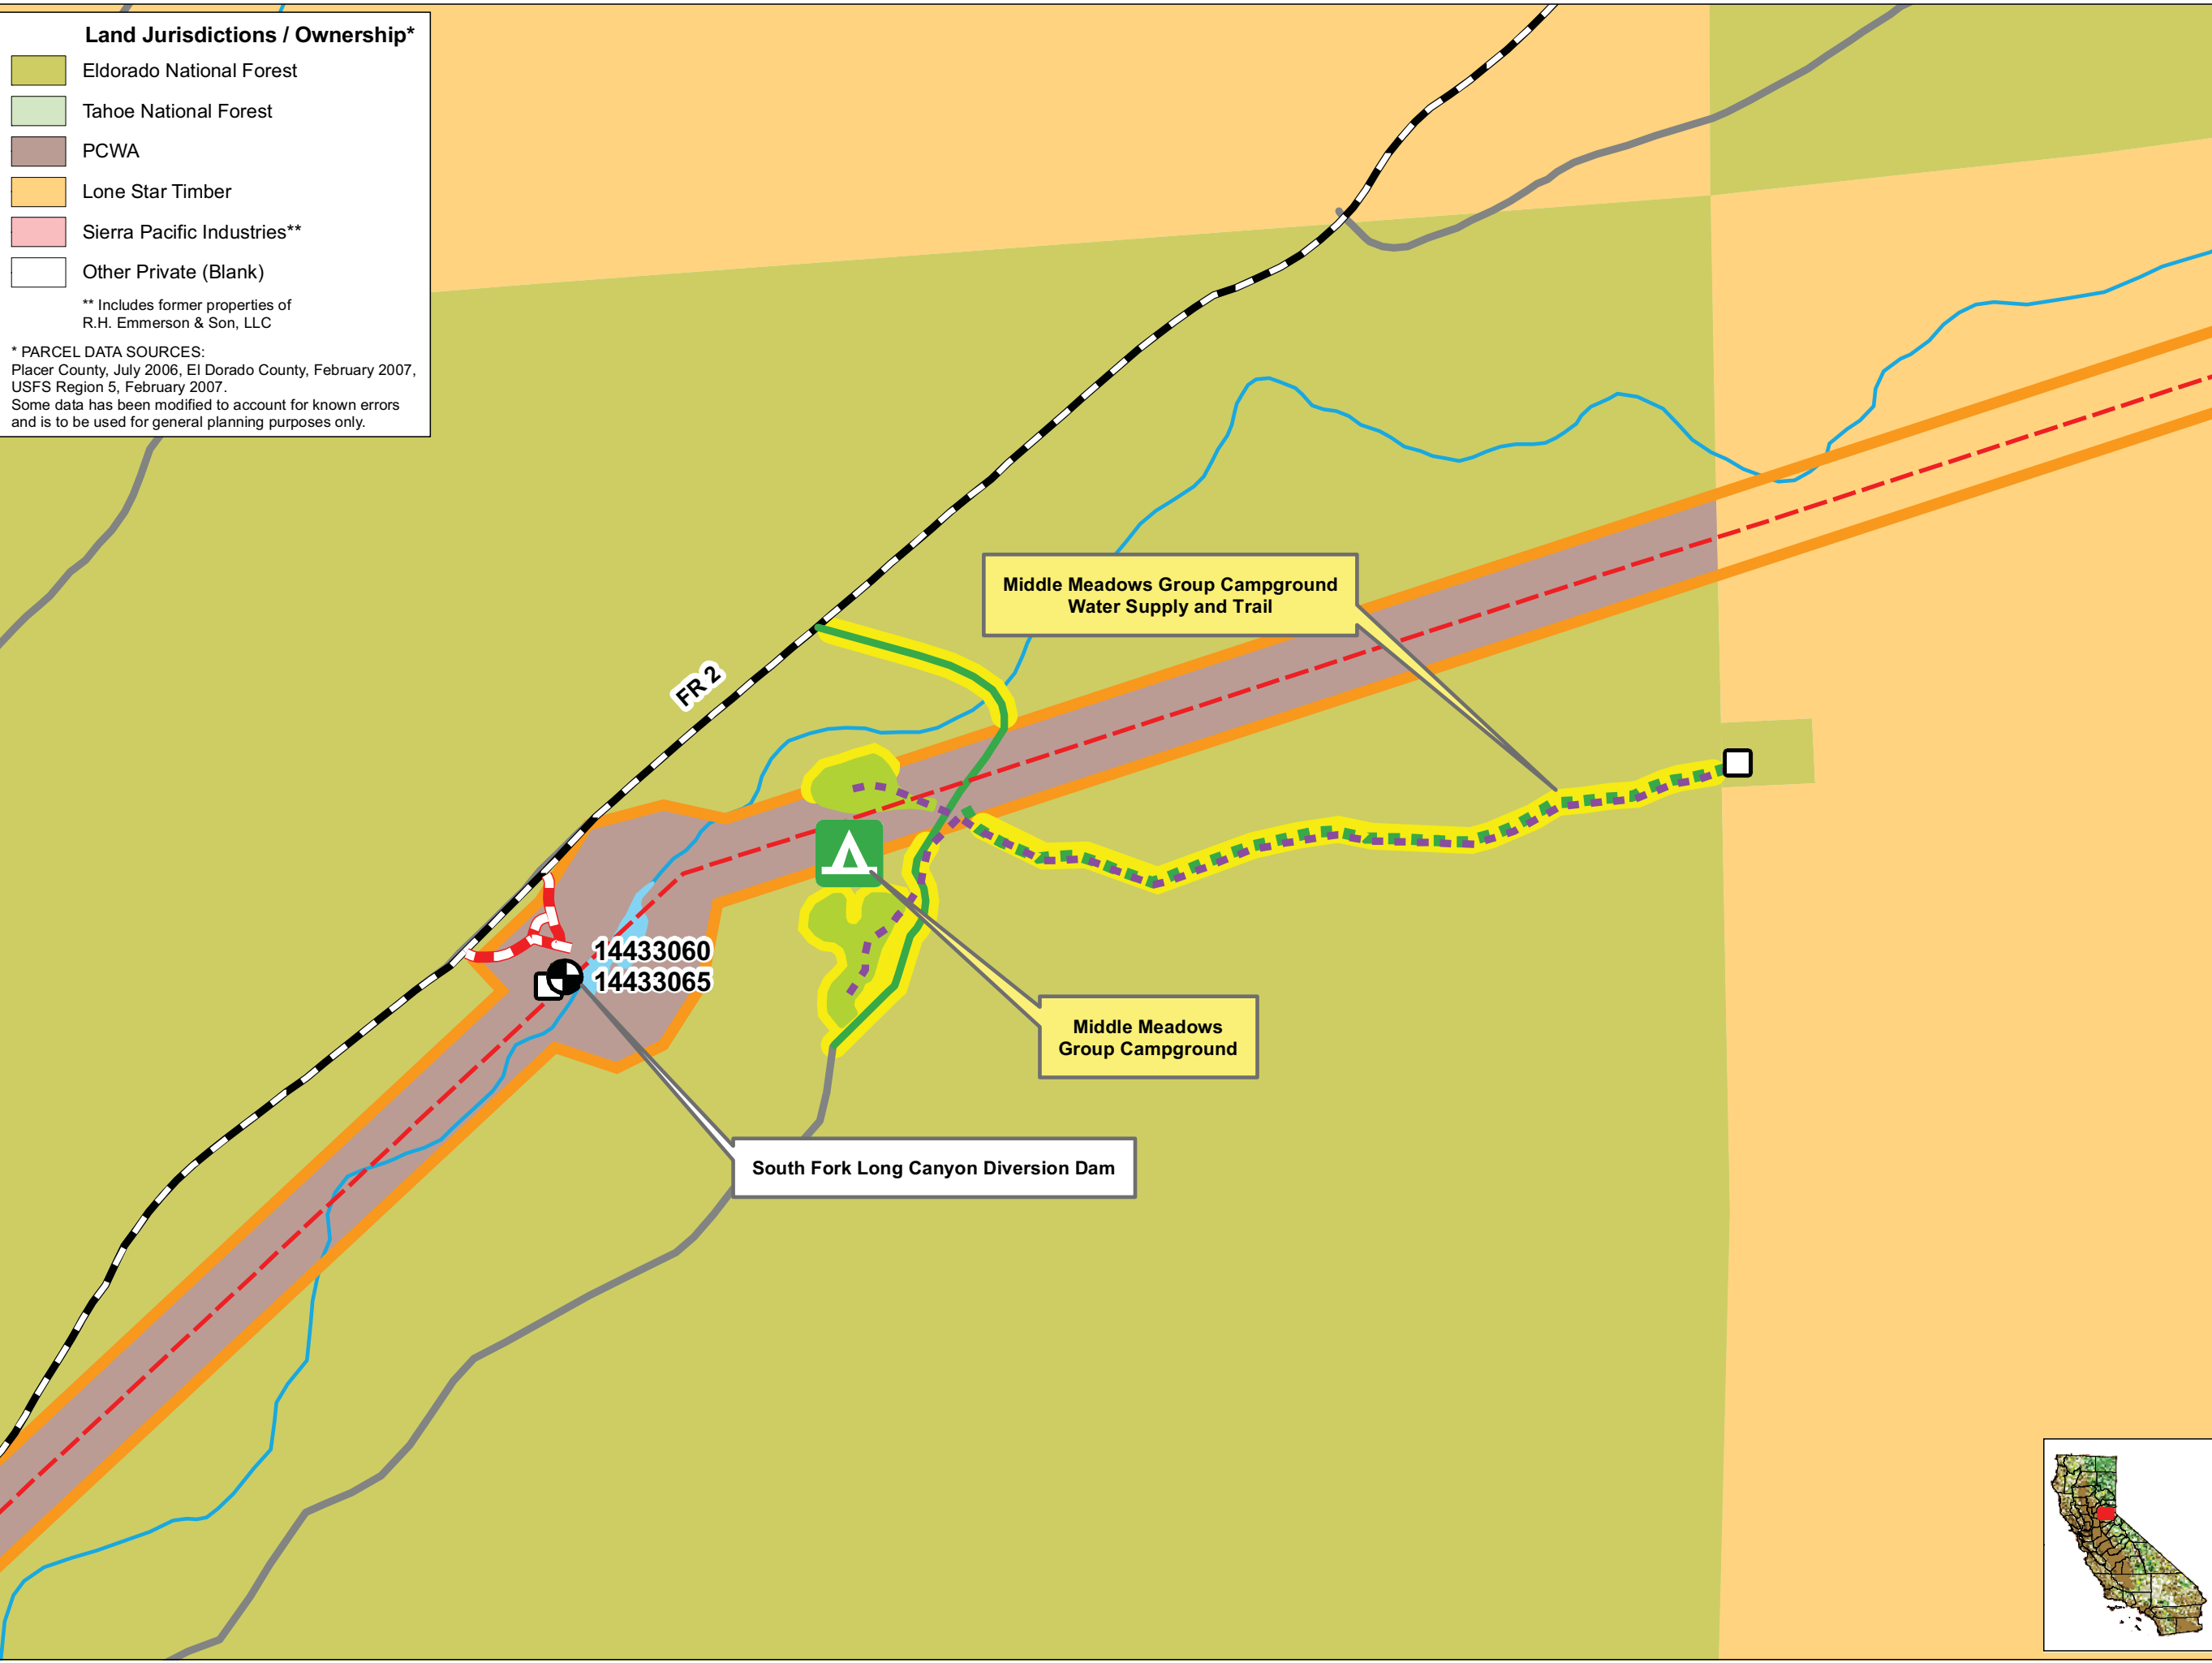 Land Jurisdictions / Ownership*
Eldorado National Forest
Tahoe National Forest
PCWA
Lone Star Timber
Sierra Pacific Industries**
Other Private (Blank)
** Includes former properties of
R.H. Emmerson & Son, LLC
* PARCEL DATA SOURCES:
Placer County, July 2006, El Dorado County, February 2007,
USFS Region 5, February 2007.
Some data has been modified to account for known errors
and is to be used for general planning purposes only.
Middle Meadows Group Campground
Water Supply and Trail
FR 2
14433060
14433065
Middle Meadows
Group Campground
South Fork Long Canyon Diversion Dam